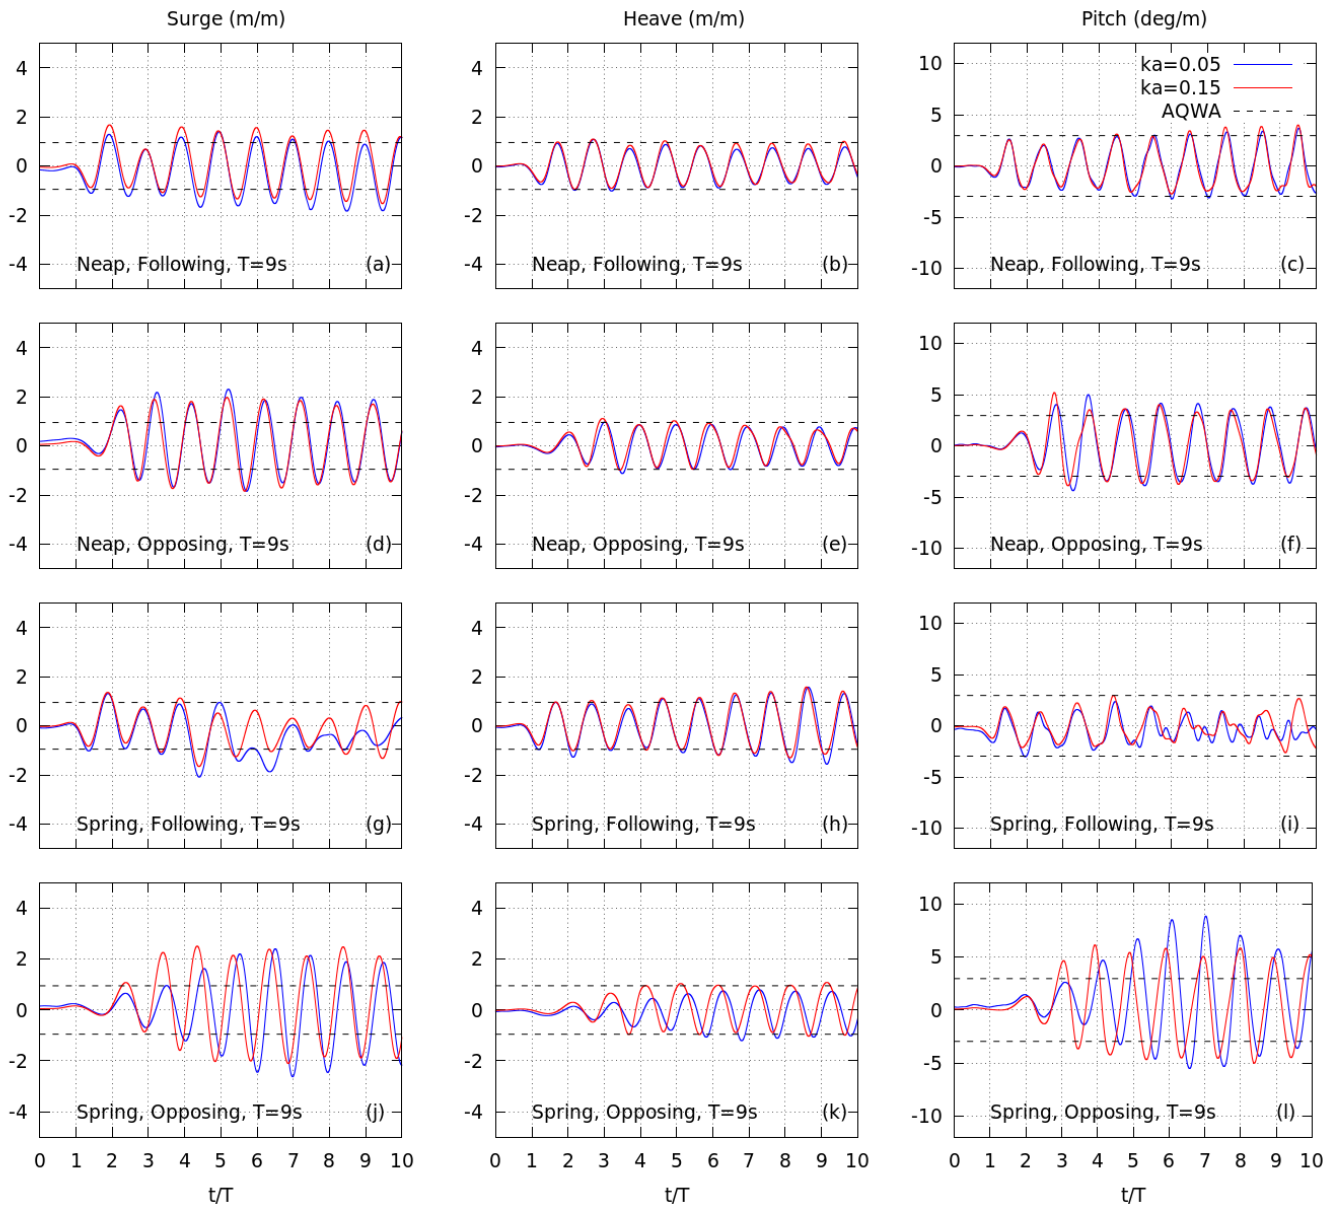 Surge (m/m) Heave (m/m) Pitch (deg/m)
4
2
0
-2
-4
Neap, Following, T=9s (a)
4
2
0
-2
-4
Neap, Following, T=9s (b)
10
5
0
-5
-10
ka=0.05
ka=0.15
AQWA
Neap, Following, T=9s (c)
4
2
0
-2
-4
Neap, Opposing, T=9s (d)
4
2
0
-2
-4
Neap, Opposing, T=9s (e)
10
5
0
-5
-10
Neap, Opposing, T=9s (f)
4
2
0
-2
-4
Spring, Following, T=9s (g)
4
2
0
-2
-4
Spring, Following, T=9s (h)
10
5
0
-5
-10
Spring, Following, T=9s (i)
4
2
0
-2
-4
Spring, Opposing, T=9s (j)
0 1 2 3 4 5 6 7 8 9 10
t/T
4
2
0
-2
-4
Spring, Opposing, T=9s (k)
0 1 2 3 4 5 6 7 8 9 10
t/T
10
5
0
-5
-10
Spring, Opposing, T=9s (l)
0 1 2 3 4 5 6 7 8 9 10
t/T